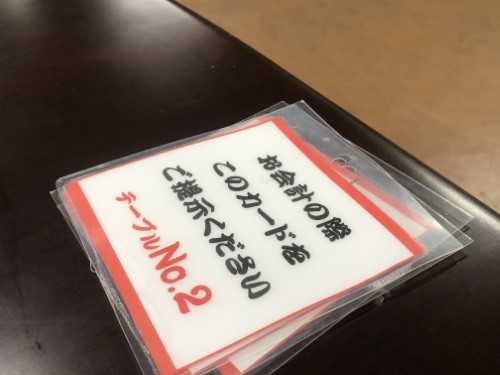 お会計の際
このカードを
ご提示ください
テーブルNo.2